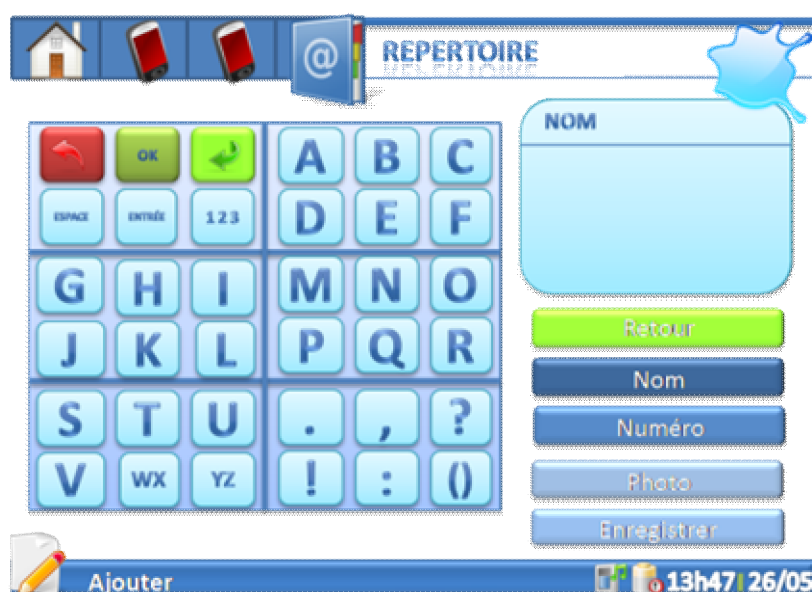 @ REPERTOIRE
OK
ESPACE ENTRÉE 123
A B C
D E F
G H I
J K L
M N O
P Q R
S T U
V WX YZ
. , ?
! : ()
NOM
Retour
Nom
Numéro
Photo
Enregistrer
Ajouter
13h47 26/05